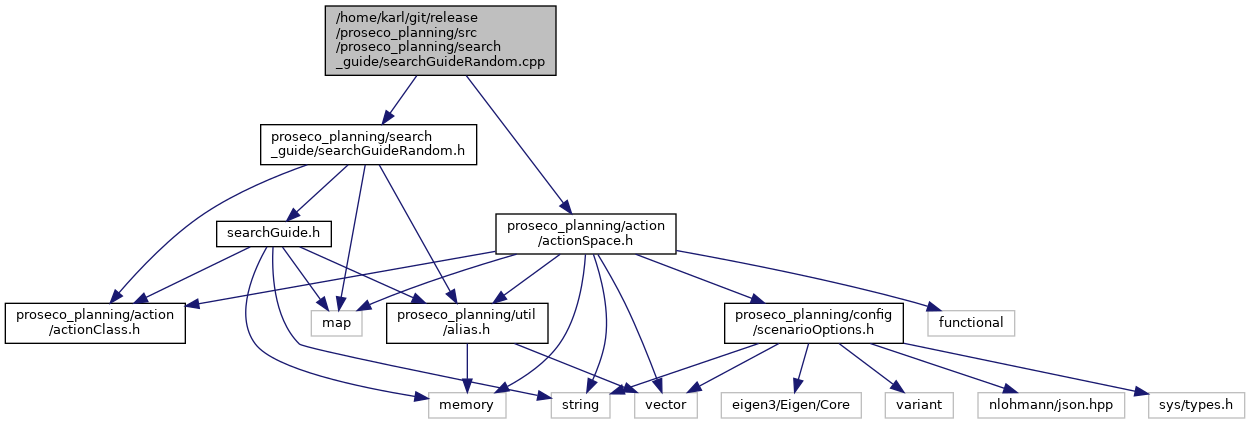 /home/karl/git/release
/proseco_planning/src
/proseco_planning/search
_guide/searchGuideRandom.cpp
proseco_planning/search
_guide/searchGuideRandom.h
searchGuide.h
proseco_planning/action
/actionSpace.h
proseco_planning/action
/actionClass.h
map
proseco_planning/util
/alias.h
proseco_planning/config
/scenarioOptions.h
functional
memory
string
vector
eigen3/Eigen/Core
variant
nlohmann/json.hpp
sys/types.h